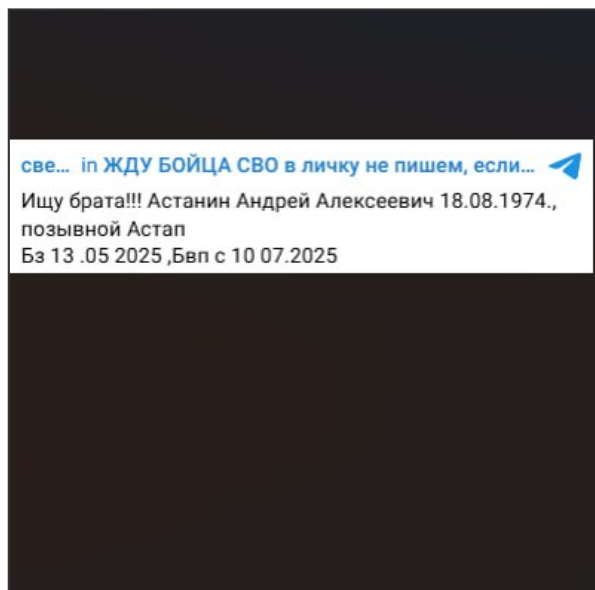 све... in ЖДУ БОЙЦА СВО в личку не пишем, если...
Ищу брата!!! Астанин Андрей Алексеевич 18.08.1974.,
позывной Астап
Бз 13 .05 2025 ,Бвп с 10 07.2025